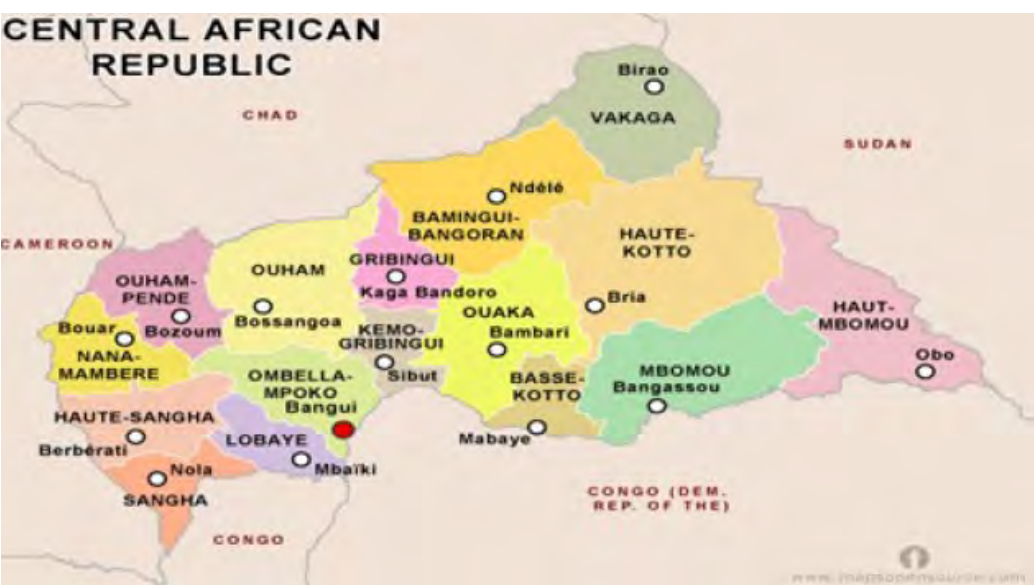 CENTRAL AFRICAN
REPUBLIC
CHAD
SUDAN
CAMEROON
CONGO (DEM.
REP. OF THE)
CONGO
Birao
VAKAGA
Ndélé
BAMINGUI-
BANGORAN
HAUTE-
KOTTO
OUHAM
GRIBINGUI
Kaga Bandoro
OUHAM-
PENDE
Bozoum
Bossangoa
OUAKA
Bambari
Bria
HAUT-
MBOMOU
Obo
Bouar
NANA-
MAMBERE
KEMO-
GRIBINGUI
Sibut
OMBELLA-
MPOKO
Bangui
BASSE-
KOTTO
Mabaye
MBOMOU
Bangassou
HAUTE-SANGHA
Berbérati
LOBAYE
Mbaïki
Nola
SANGHA